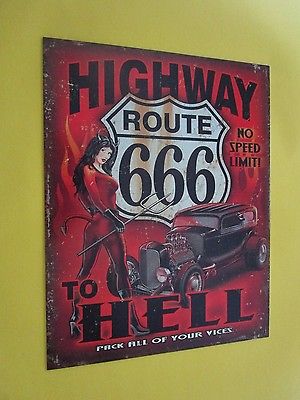 HIGHWAY
ROUTE
666
NO
SPEED
LIMIT!
TO
HELL
PACK ALL OF YOUR VICES